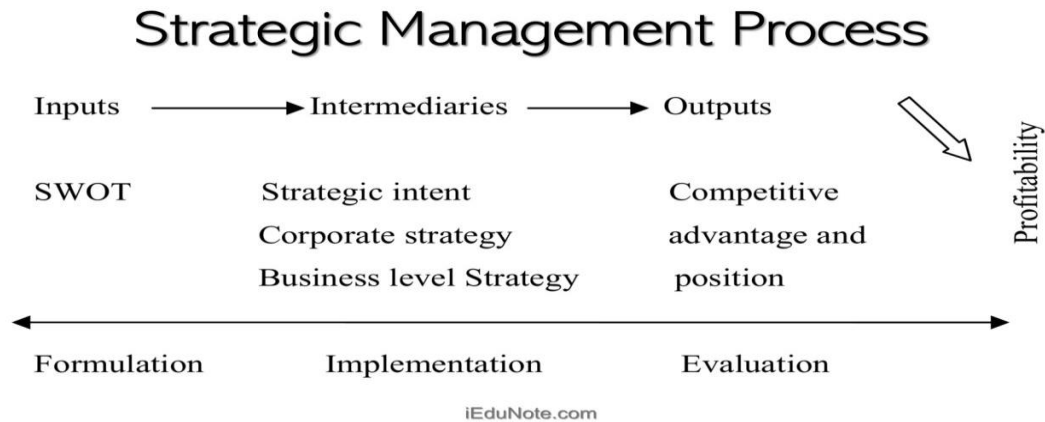 Strategic Management Process
Inputs Intermediaries Outputs
Profitability
SWOT Strategic intent Competitive
Corporate strategy advantage and
Business level Strategy position
Formulation Implementation Evaluation
iEduNote.com